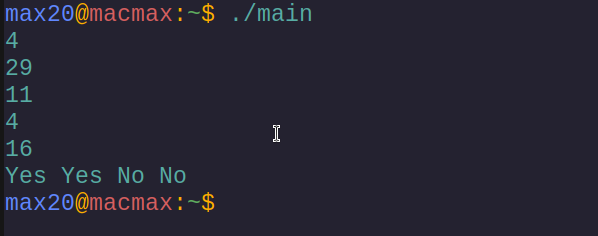 max20@macmax:~$ ./main
4
29
11
4
16
Yes Yes No No
max20@macmax:~$